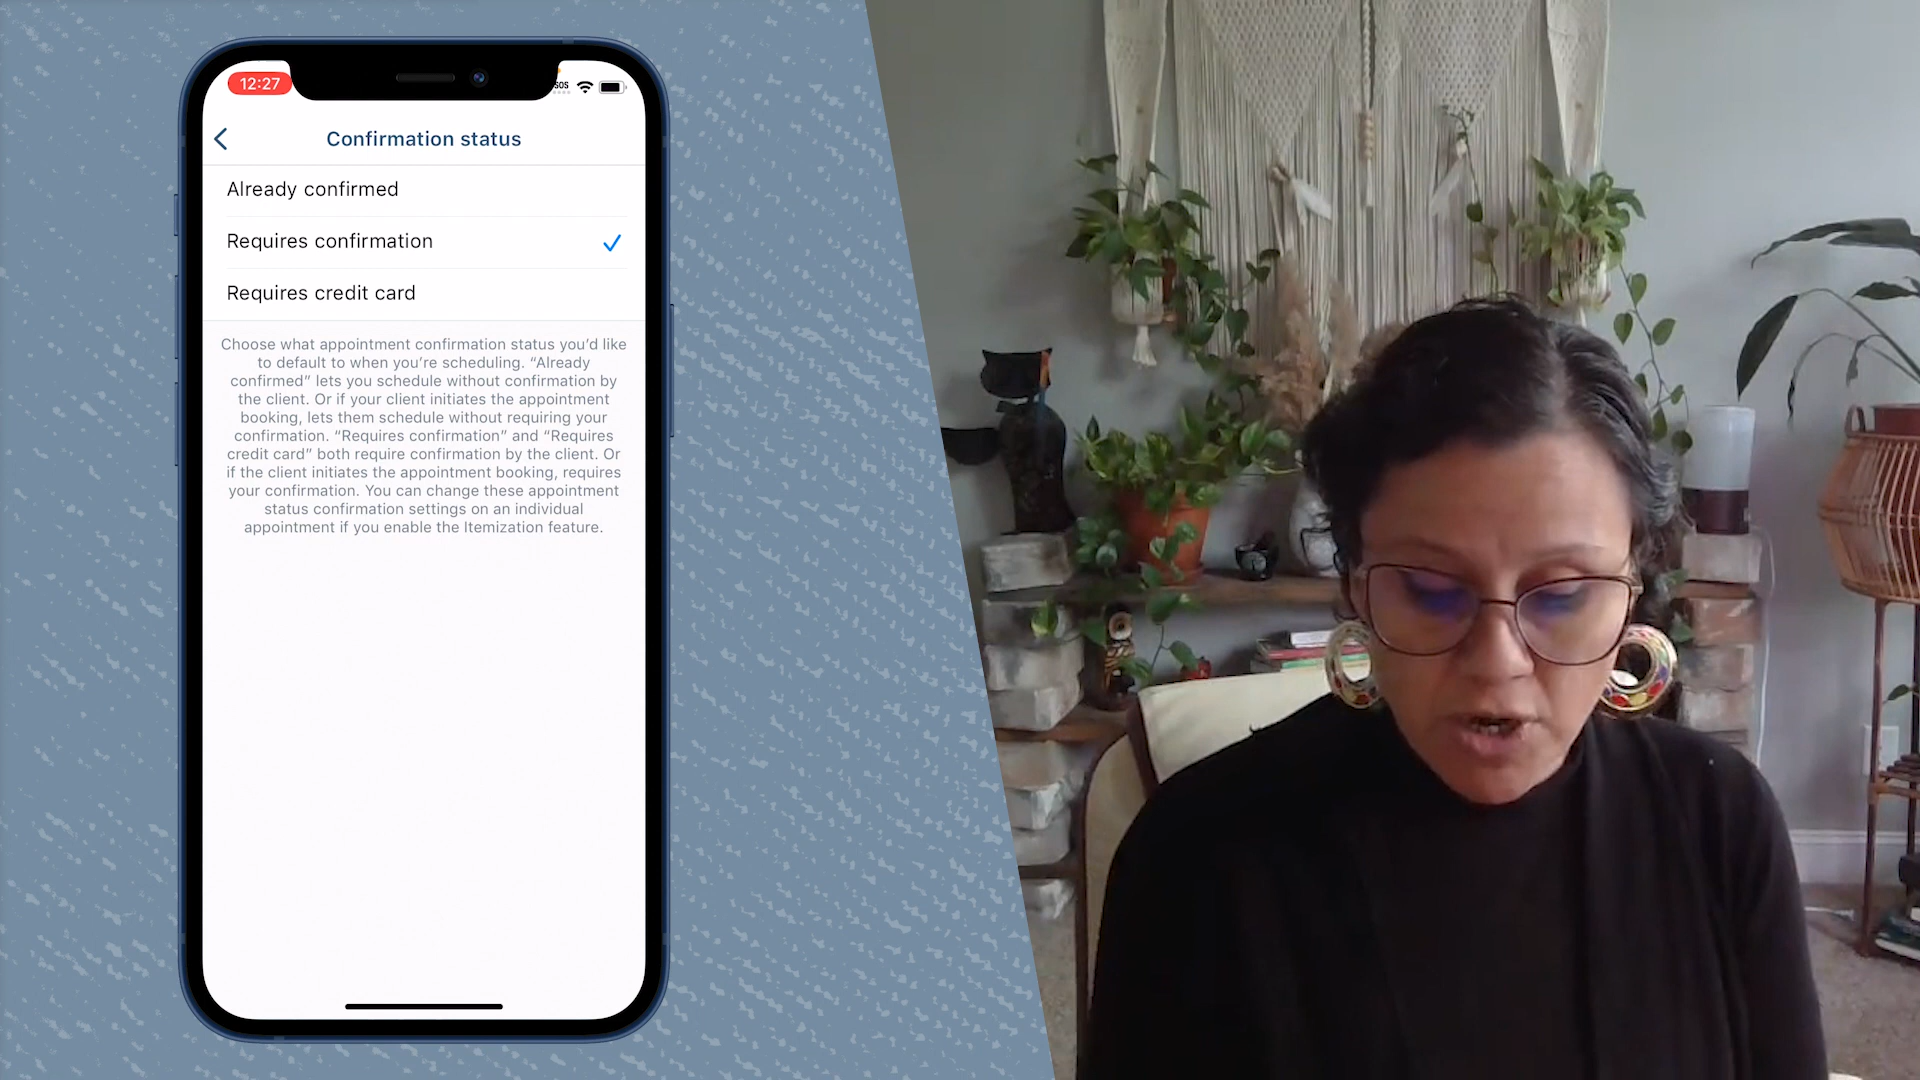 12:27
SOS
Confirmation status
Already confirmed
Requires confirmation
Requires credit card
Choose what appointment confirmation status you’d like
to default to when you’re scheduling. “Already
confirmed” lets you schedule without confirmation by
the client. Or if your client initiates the appointment
booking, lets them schedule without requiring your
confirmation. “Requires confirmation” and “Requires
credit card” both require confirmation by the client. Or
if the client initiates the appointment booking, requires
your confirmation. You can change these appointment
status confirmation settings on an individual
appointment if you enable the Itemization feature.